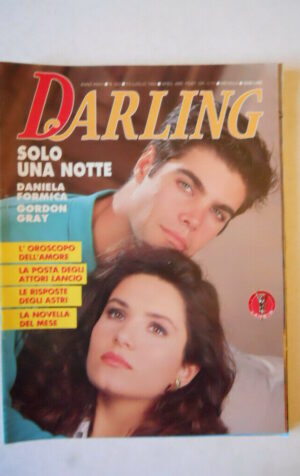 DARLING
SOLO
UNA NOTTE
DANIELA
FORMICA
GORDON
GRAY
L'OROSCOPO
DELL'AMORE
LA POSTA DEGLI
ATTORI LANCIO
LE RISPOSTE
DEGLI ASTRI
LA NOVELLA
DEL MESE